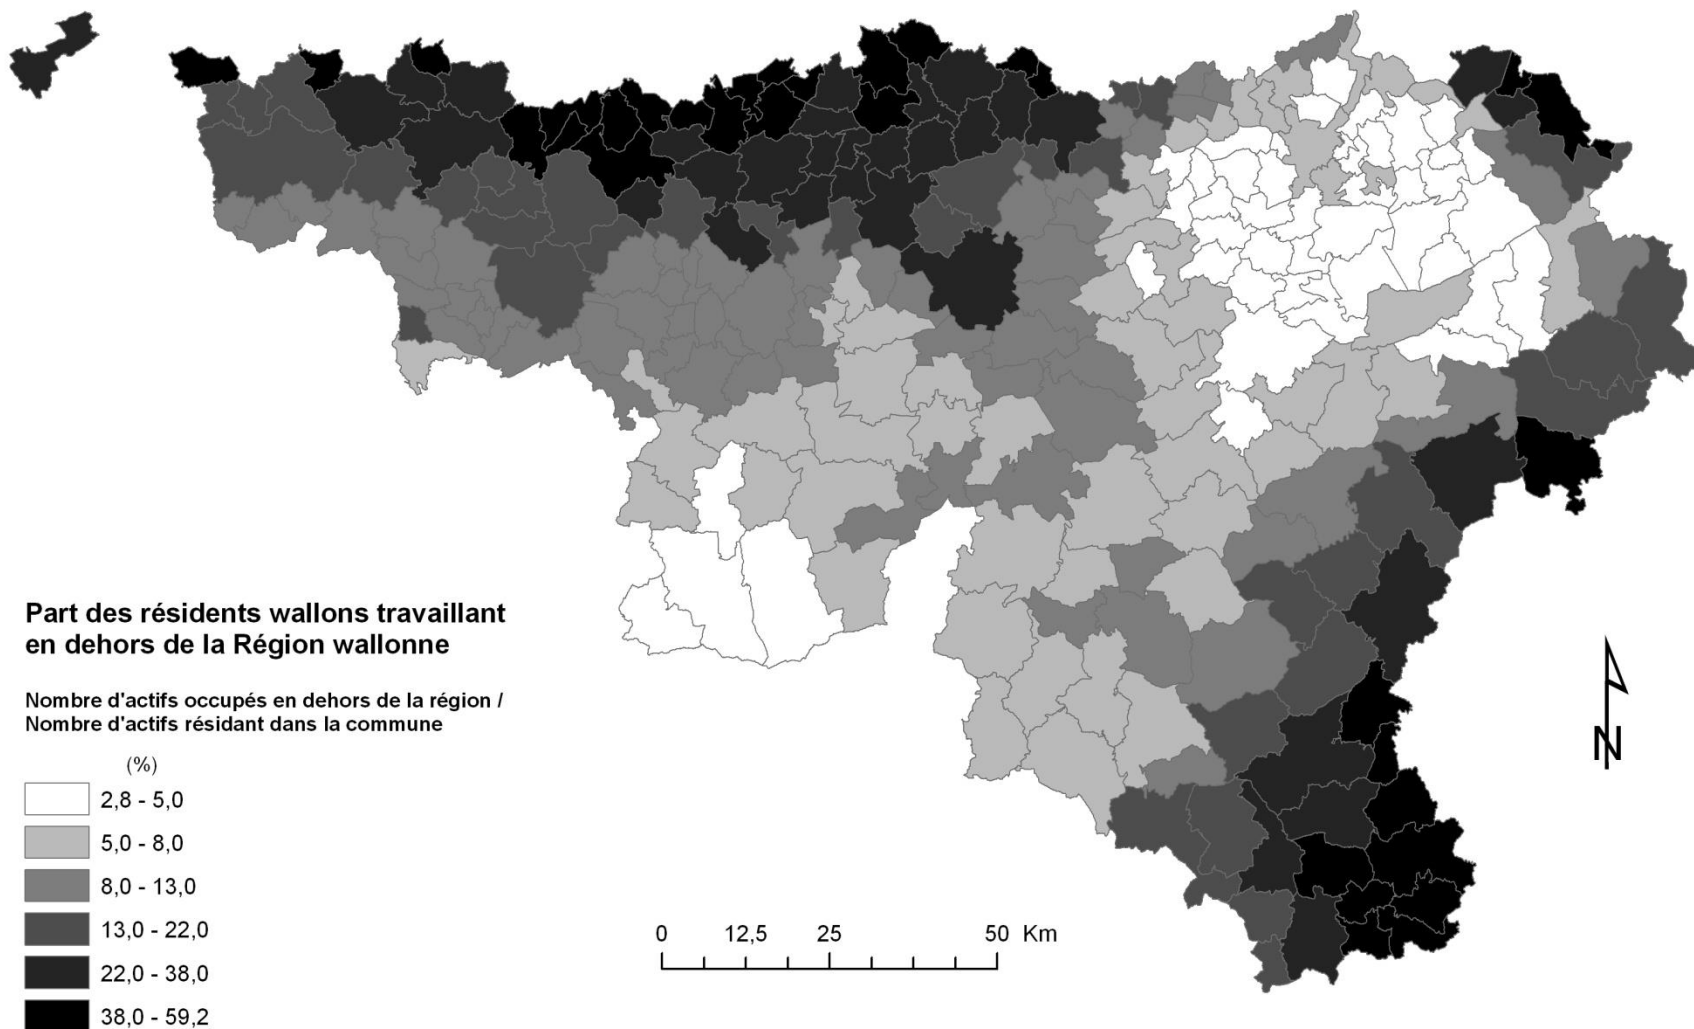 Part des résidents wallons travaillant
en dehors de la Région wallonne
Nombre d'actifs occupés en dehors de la région /
Nombre d'actifs résidant dans la commune
(%)
2,8 - 5,0
5,0 - 8,0
8,0 - 13,0
13,0 - 22,0
22,0 - 38,0
38,0 - 59,2
0 12,5 25 50 Km
N